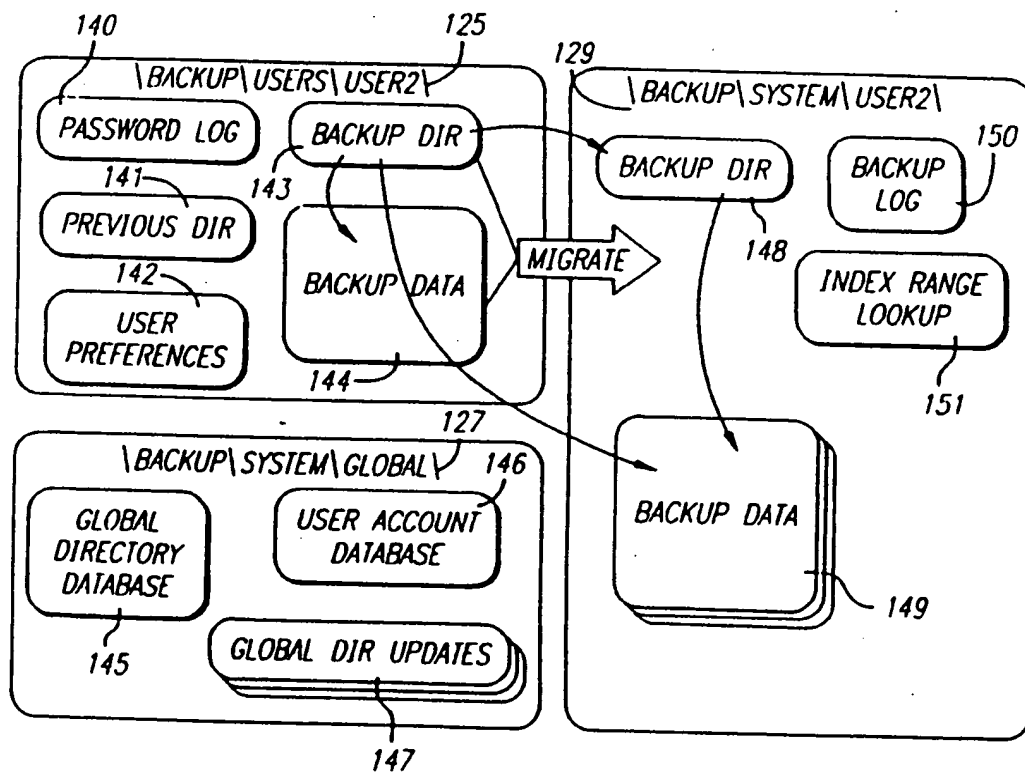 140
125
\BACKUP\USERS\USER2\
PASSWORD LOG
BACKUP DIR
143
141
PREVIOUS DIR
142
USER
PREFERENCES
BACKUP DATA
144
MIGRATE
129
\BACKUP\SYSTEM\USER2\
BACKUP DIR
148
150
BACKUP
LOG
INDEX RANGE
LOOKUP
151
BACKUP DATA
149
127
\BACKUP\SYSTEM\GLOBAL\
146
GLOBAL
DIRECTORY
DATABASE
145
USER ACCOUNT
DATABASE
GLOBAL DIR UPDATES
147